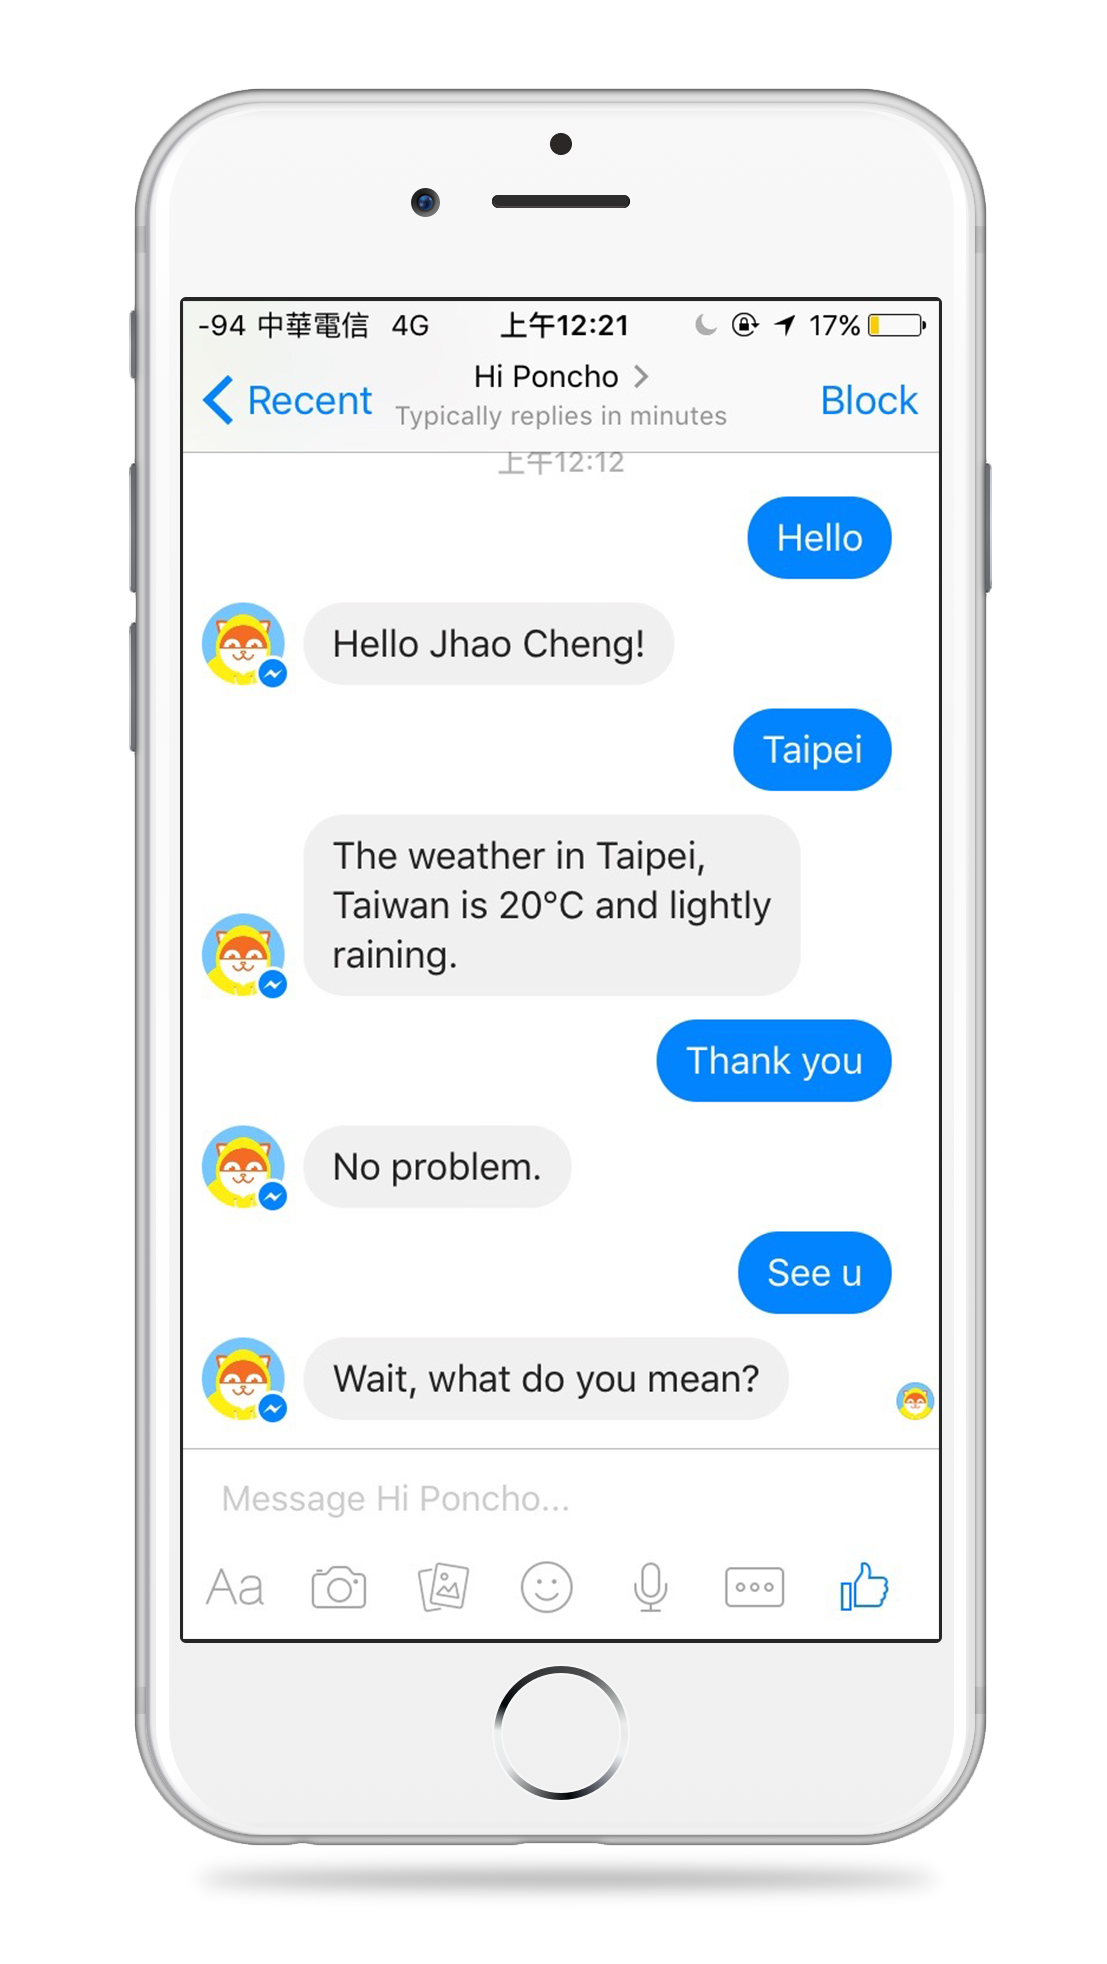 -94 中華電信 4G 上午12:21 17%
Recent Hi Poncho Block
Typically replies in minutes
上午12:12
Hello
Hello Jhao Cheng!
Taipei
The weather in Taipei,
Taiwan is 20°C and lightly
raining.
Thank you
No problem.
See u
Wait, what do you mean?
Message Hi Poncho...
Aa